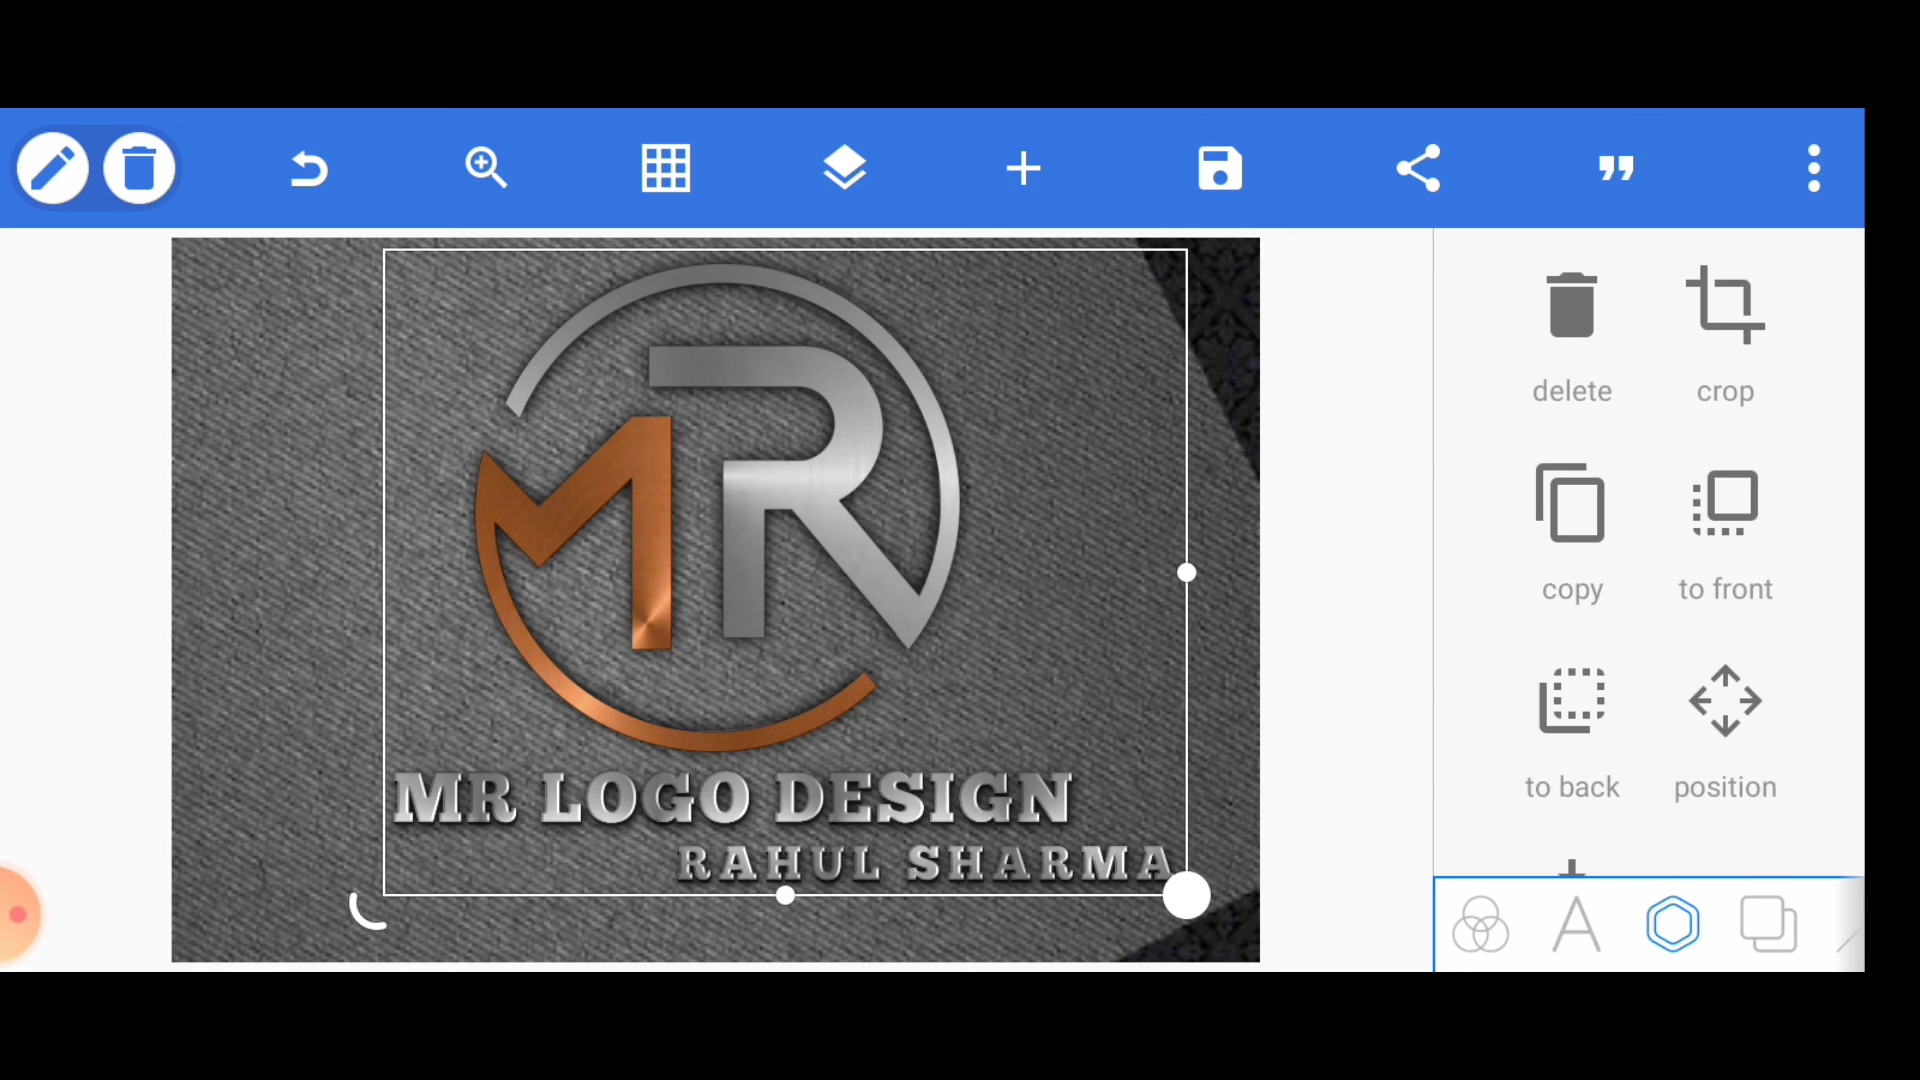 MR
MR LOGO DESIGN
RAHUL SHARMA
delete
crop
copy
to front
to back
position
A